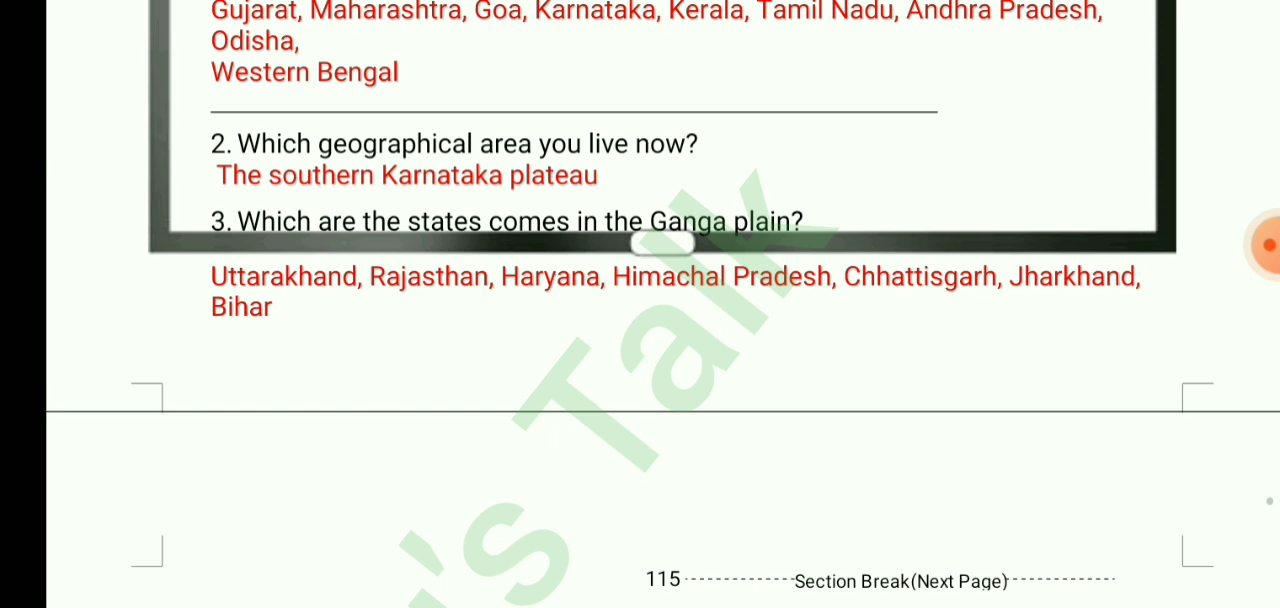 Gujarat, Maharashtra, Goa, Karnataka, Kerala, Tamil Nadu, Andhra Pradesh,
Odisha,
Western Bengal
2. Which geographical area you live now?
The southern Karnataka plateau
3. Which are the states comes in the Ganga plain?
Uttarakhand, Rajasthan, Haryana, Himachal Pradesh, Chhattisgarh, Jharkhand,
Bihar
's Talk
115 Section Break(Next Page)